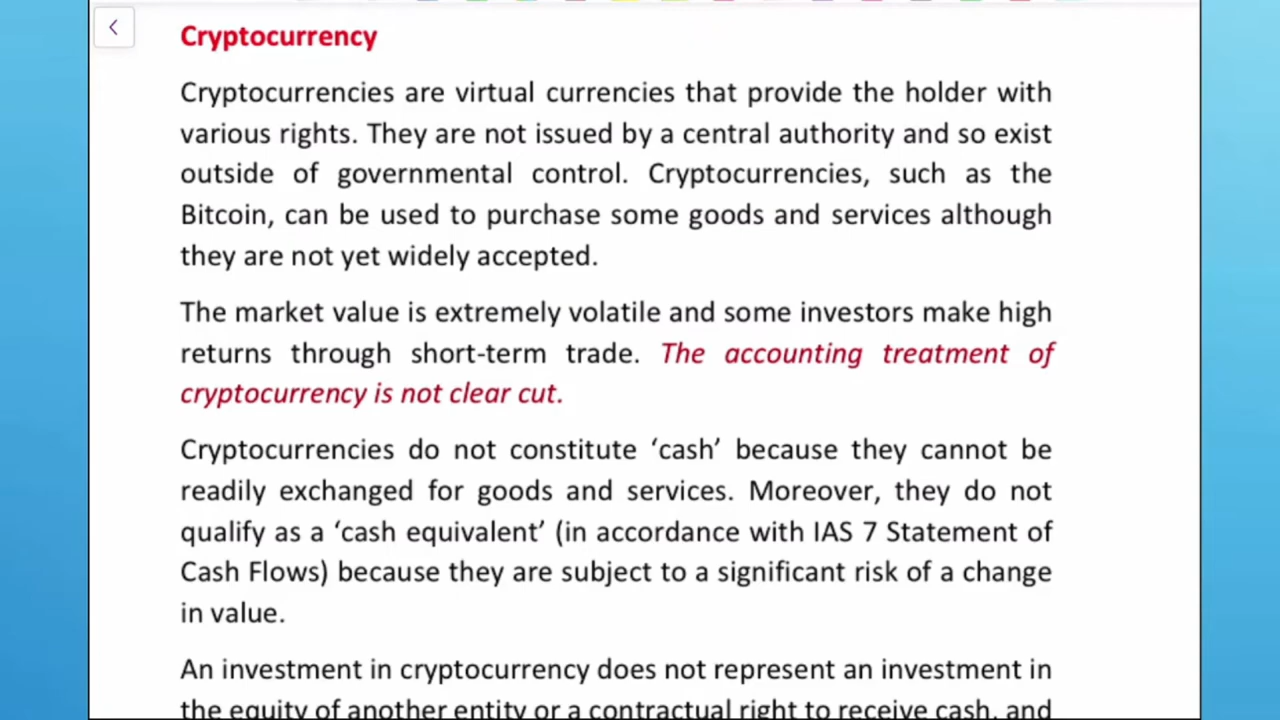 Cryptocurrency
Cryptocurrencies are virtual currencies that provide the holder with
various rights. They are not issued by a central authority and so exist
outside of governmental control. Cryptocurrencies, such as the
Bitcoin, can be used to purchase some goods and services although
they are not yet widely accepted.
The market value is extremely volatile and some investors make high
returns through short-term trade. The accounting treatment of
cryptocurrency is not clear cut.
Cryptocurrencies do not constitute ‘cash’ because they cannot be
readily exchanged for goods and services. Moreover, they do not
qualify as a ‘cash equivalent’ (in accordance with IAS 7 Statement of
Cash Flows) because they are subject to a significant risk of a change
in value.
An investment in cryptocurrency does not represent an investment in
the equity of another entity or a contractual right to receive cash, and